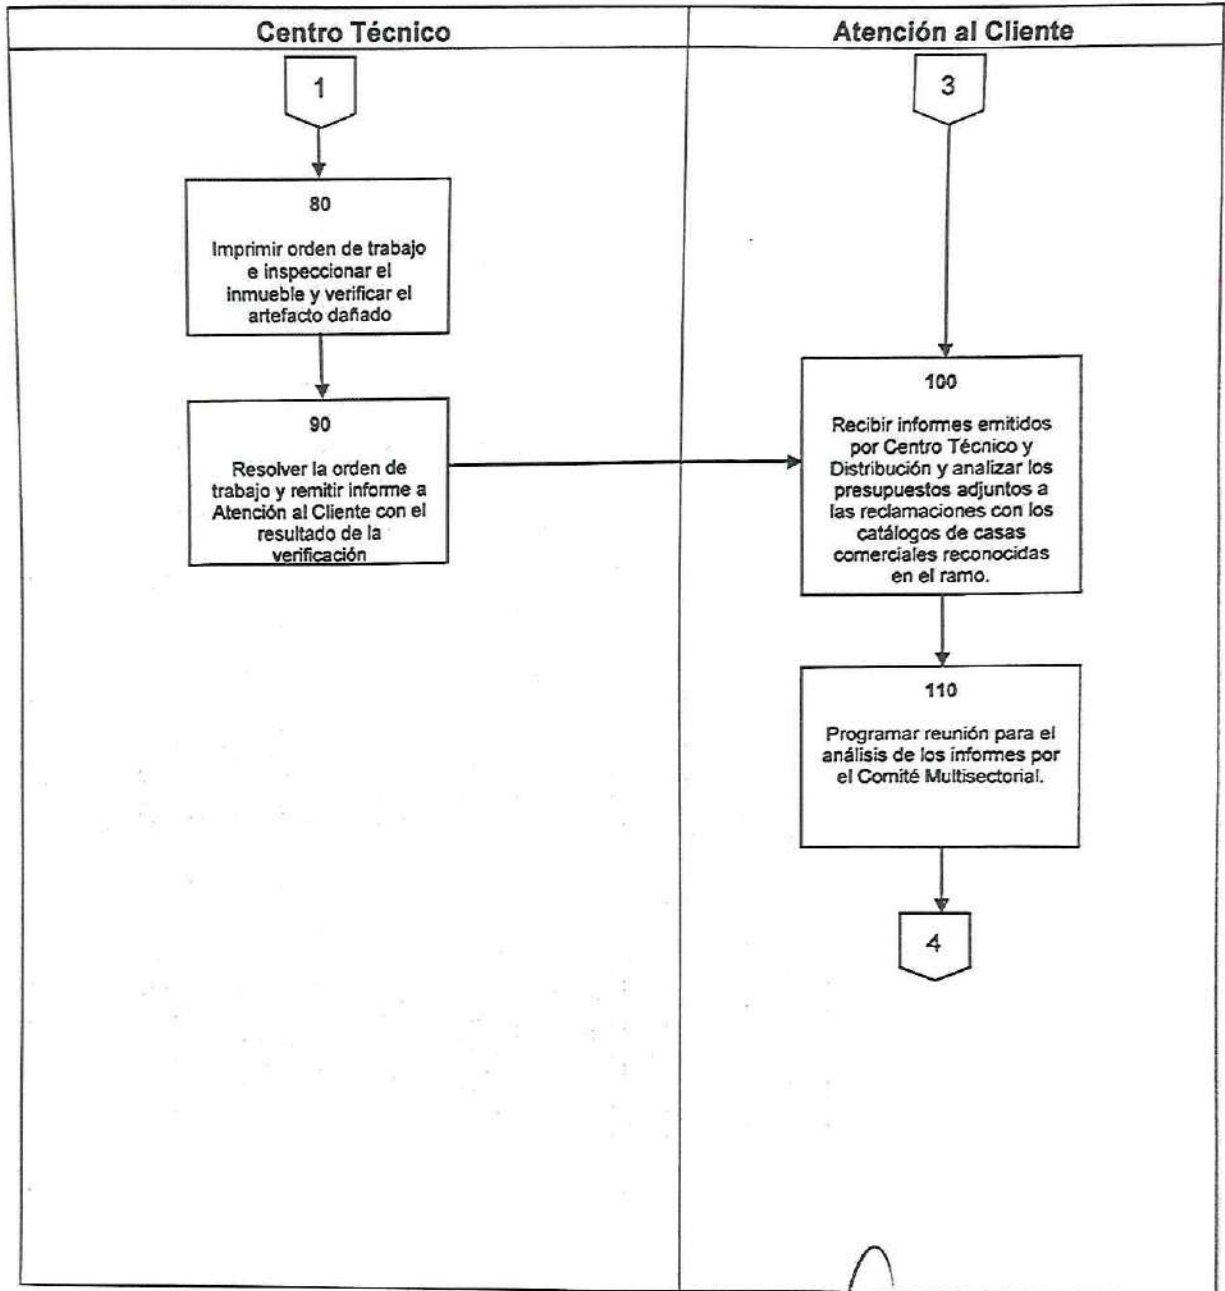 Centro Técnico
Atención al Cliente
1
3
80
Imprimir orden de trabajo
e inspeccionar el
inmueble y verificar el
artefacto dañado
90
Resolver la orden de
trabajo y remitir informe a
Atención al Cliente con el
resultado de la
verificación
100
Recibir informes emitidos
por Centro Técnico y
Distribución y analizar los
presupuestos adjuntos a
las reclamaciones con los
catálogos de casas
comerciales reconocidas
en el ramo.
110
Programar reunión para el
análisis de los informes por
el Comité Multisectorial.
4